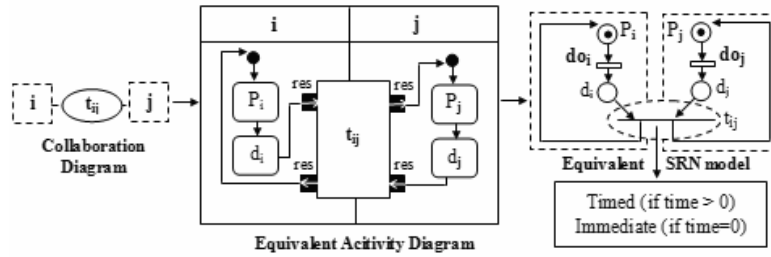 i
t_ij
j
Collaboration
Diagram
i
j
P_i
d_i
res
res
t_ij
res
res
P_j
d_j
Equivalent Acitivity Diagram
P_i
P_j
do_i
do_j
d_i
d_j
t_ij
Equivalent
SRN model
Timed (if time > 0)
Immediate (if time=0)